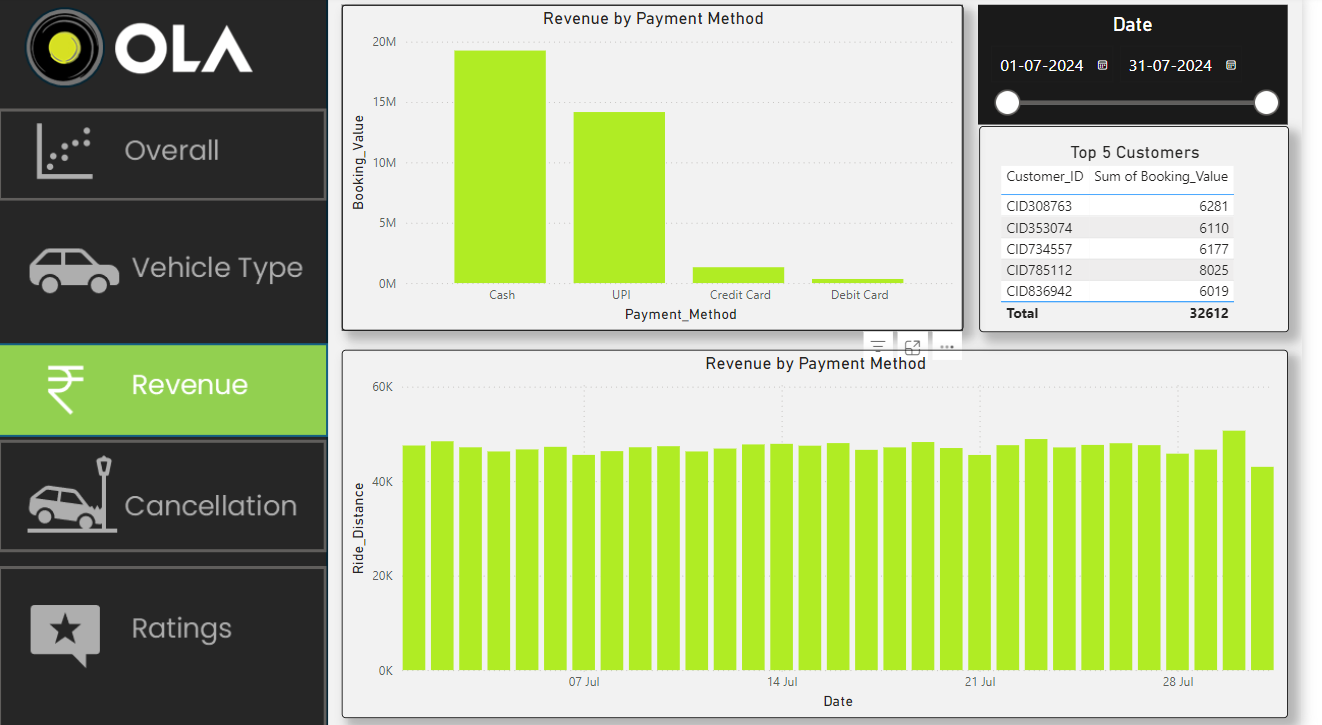 OLA
Overall
Vehicle Type
Revenue
Cancellation
Ratings
Revenue by Payment Method
20M
15M
10M
5M
0M
Booking_Value
Cash UPI Credit Card Debit Card
Payment_Method
Date
01-07-2024 31-07-2024
Top 5 Customers
Customer_ID Sum of Booking_Value
CID308763 6281
CID353074 6110
CID734557 6177
CID785112 8025
CID836942 6019
Total 32612
Revenue by Payment Method
60K
40K
20K
0K
Ride_Distance
07 Jul 14 Jul 21 Jul 28 Jul
Date